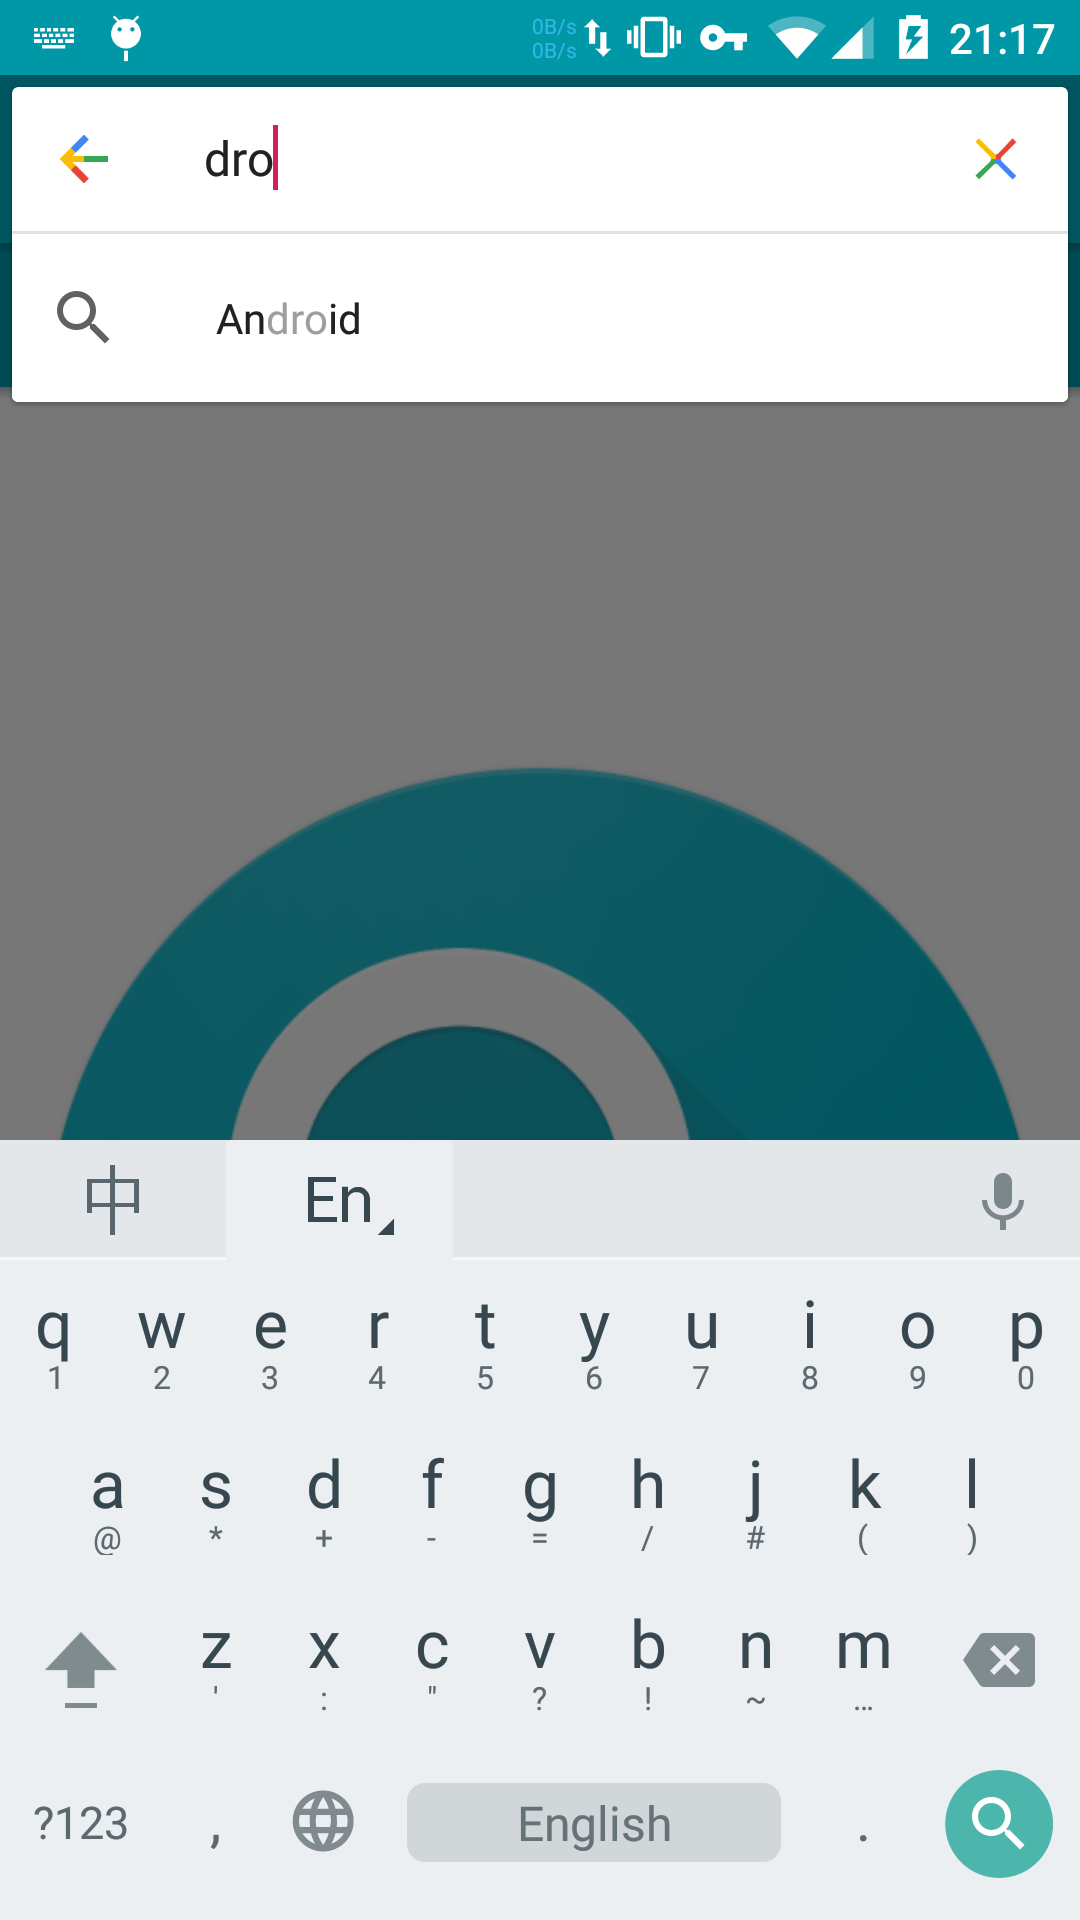 0B/s
0B/s
21:17
dro
Android
中 En
q w e r t y u i o p
1 2 3 4 5 6 7 8 9 0
a s d f g h j k l
@ * + - = / # ( )
z x c v b n m
' : " ? ! ~ …
?123 , English .